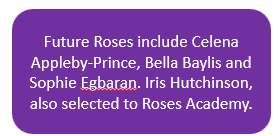 Future Roses include Celena
Appleby-Prince, Bella Baylis and
Sophie Egbaran. Iris Hutchinson,
also selected to Roses Academy.